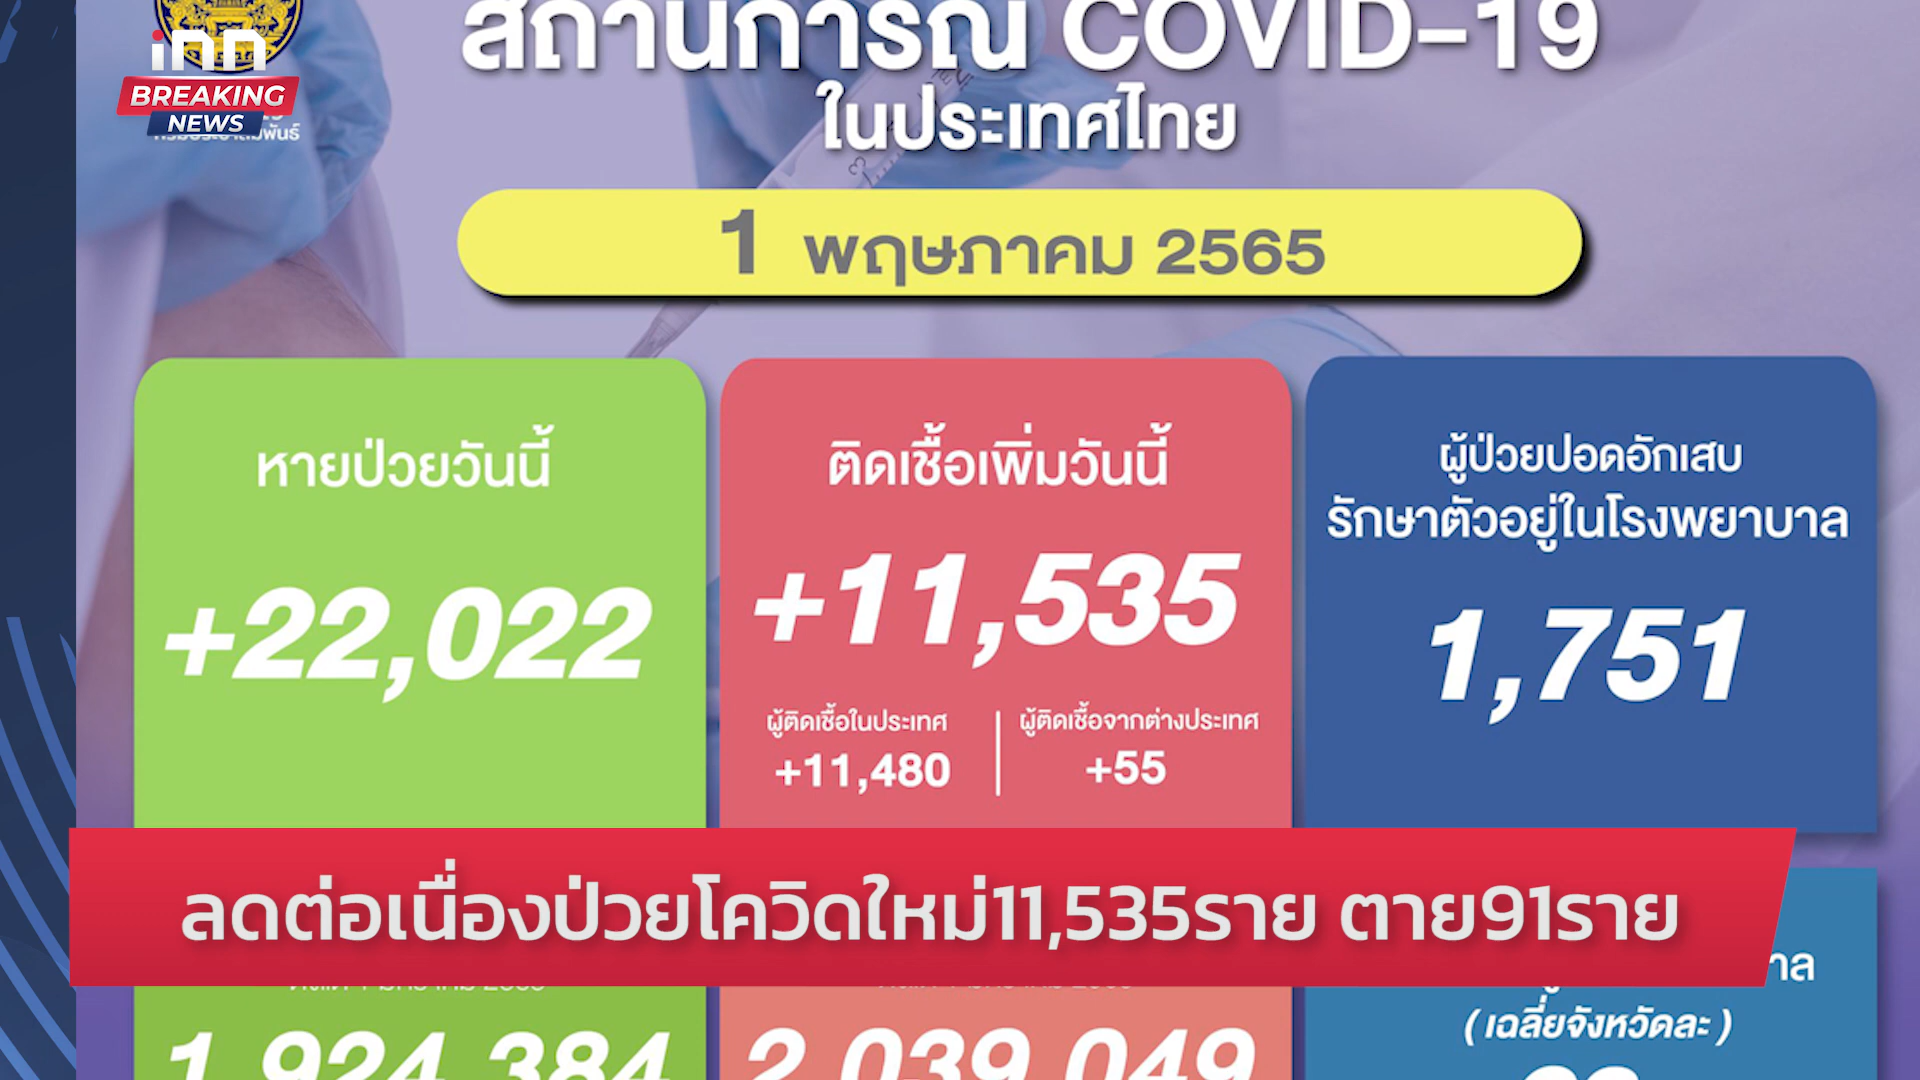 inn
BREAKING
NEWS
สถานการณ์ COVID-19
ในประเทศไทย
1 พฤษภาคม 2565
หายป่วยวันนี้
+22,022
ติดเชื้อเพิ่มวันนี้
+11,535
ผู้ติดเชื้อในประเทศ
+11,480
ผู้ติดเชื้อจากต่างประเทศ
+55
ผู้ป่วยปอดอักเสบ
รักษาตัวอยู่ในโรงพยาบาล
1,751
ลดต่อเนื่องป่วยโควิดใหม่11,535ราย ตาย91ราย
1,924,384
2,039,049
(เฉลี่ยจังหวัดละ)